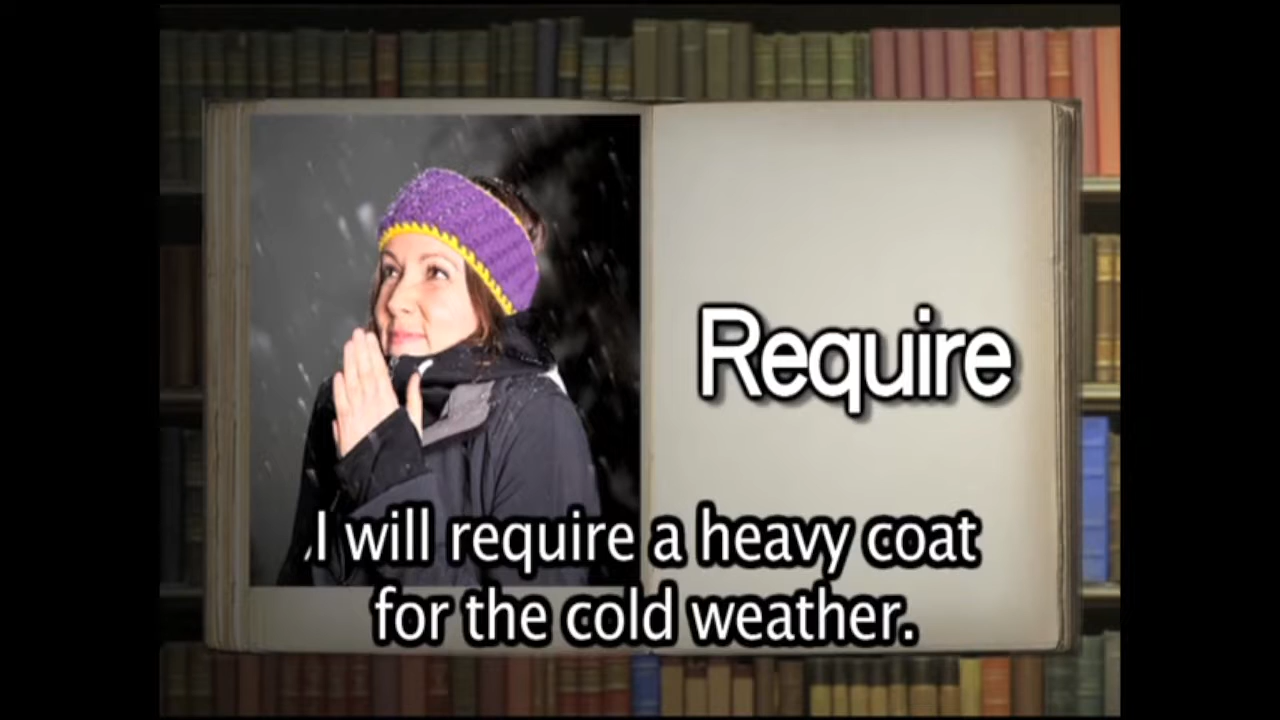 Require
I will require a heavy coat
for the cold weather.